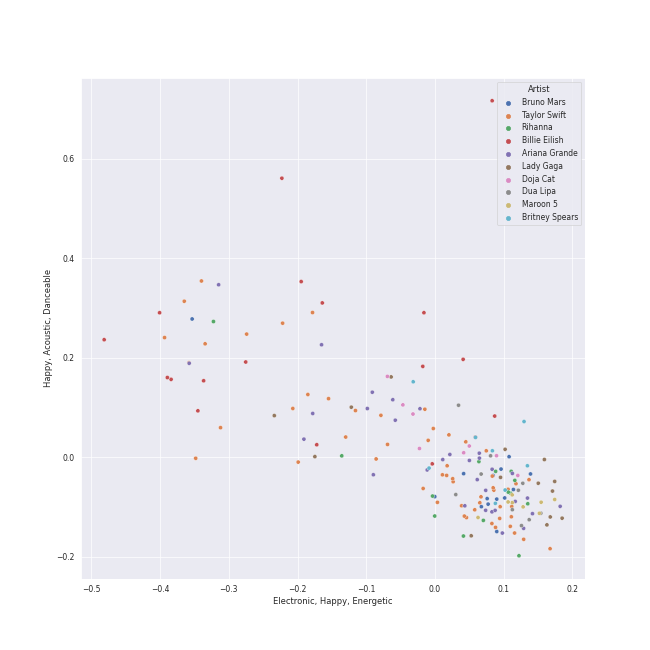 Artist
Bruno Mars
Taylor Swift
Rihanna
Billie Eilish
Ariana Grande
Lady Gaga
Doja Cat
Dua Lipa
Maroon 5
Britney Spears
0.6
0.4
0.2
0.0
−0.2
Happy, Acoustic, Danceable
−0.5 −0.4 −0.3 −0.2 −0.1 0.0 0.1 0.2
Electronic, Happy, Energetic